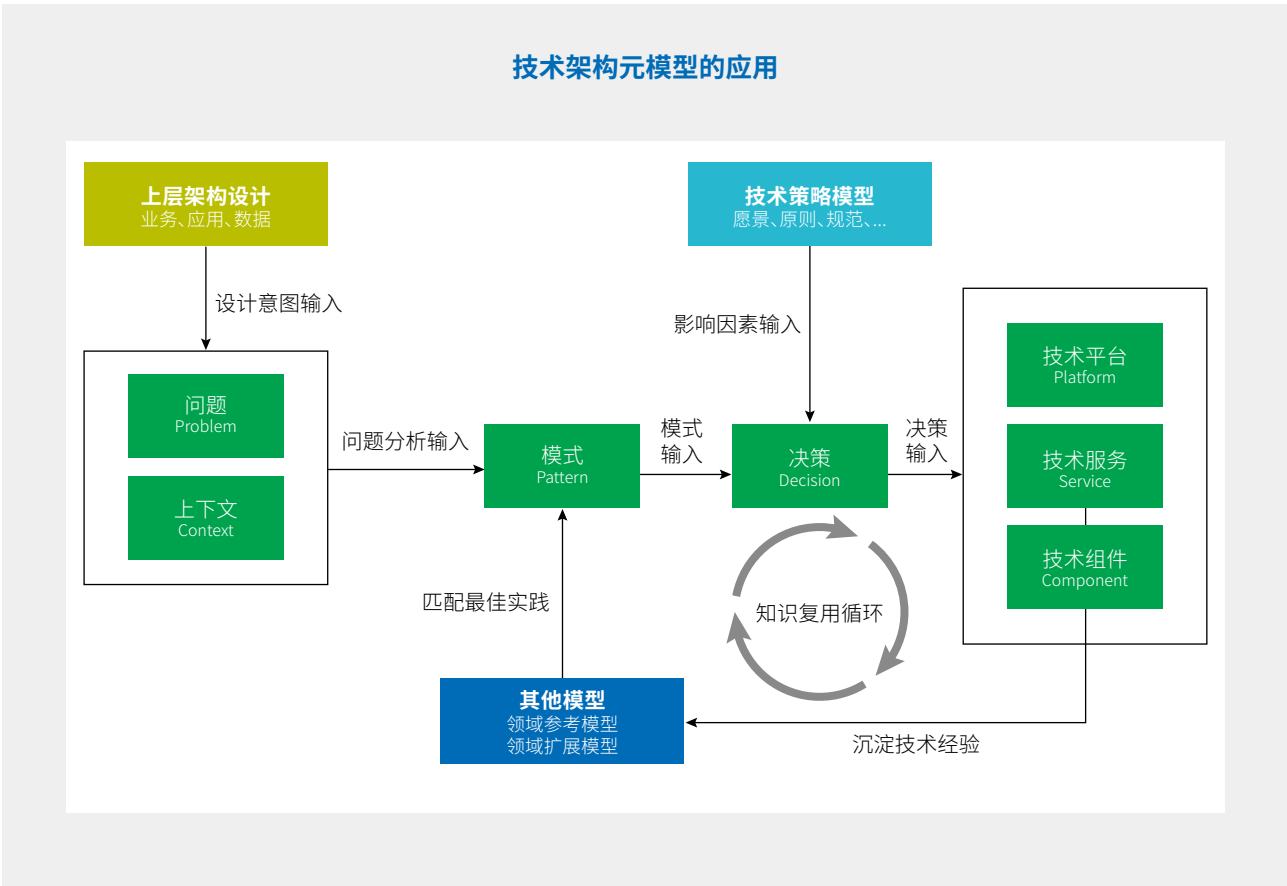 技术架构元模型的应用
上层架构设计
业务、应用、数据
技术策略模型
愿景、原则、规范、...
设计意图输入
影响因素输入
问题
Problem
上下文
Context
问题分析输入
模式
Pattern
模式
输入
决策
Decision
决策
输入
技术平台
Platform
技术服务
Service
技术组件
Component
匹配最佳实践
知识复用循环
其他模型
领域参考模型
领域扩展模型
沉淀技术经验